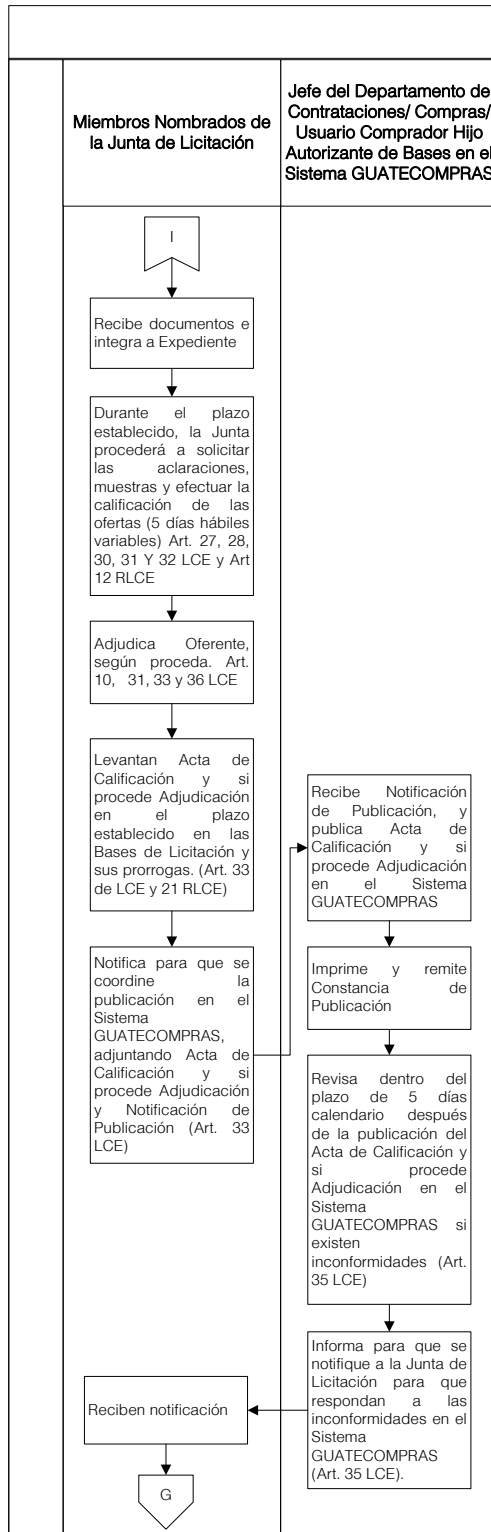 Miembros Nombrados de
la Junta de Licitación
Jefe del Departamento de
Contrataciones/ Compras/
Usuario Comprador Hijo
Autorizante de Bases en el
Sistema GUATECOMPRAS
I
Recibe documentos e
integra a Expediente
Durante el plazo
establecido, la Junta
procederá a solicitar
las aclaraciones,
muestras y efectuar la
calificación de las
ofertas (5 días hábiles
variables) Art. 27, 28,
30, 31 Y 32 LCE y Art
12 RLCE
Adjudica Oferente,
según proceda. Art.
10, 31, 33 y 36 LCE
Levantan Acta de
Calificación y si
procede Adjudicación
en el plazo
establecido en las
Bases de Licitación y
sus prorrogas. (Art. 33
de LCE y 21 RLCE)
Notifica para que se
coordine la
publicación en el
Sistema
GUATECOMPRAS,
adjuntando Acta de
Calificación y si
procede Adjudicación
y Notificación de
Publicación (Art. 33
LCE)
Recibe Notificación
de Publicación, y
publica Acta de
Calificación y si
procede Adjudicación
en el Sistema
GUATECOMPRAS
Imprime y remite
Constancia de
Publicación
Revisa dentro del
plazo de 5 días
calendario después
de la publicación del
Acta de Calificación y
si procede
Adjudicación en el
Sistema
GUATECOMPRAS si
existen
inconformidades (Art.
35 LCE)
Informa para que se
notifique a la Junta de
Licitación para que
respondan a las
inconformidades en el
Sistema
GUATECOMPRAS
(Art. 35 LCE).
Reciben notificación
G